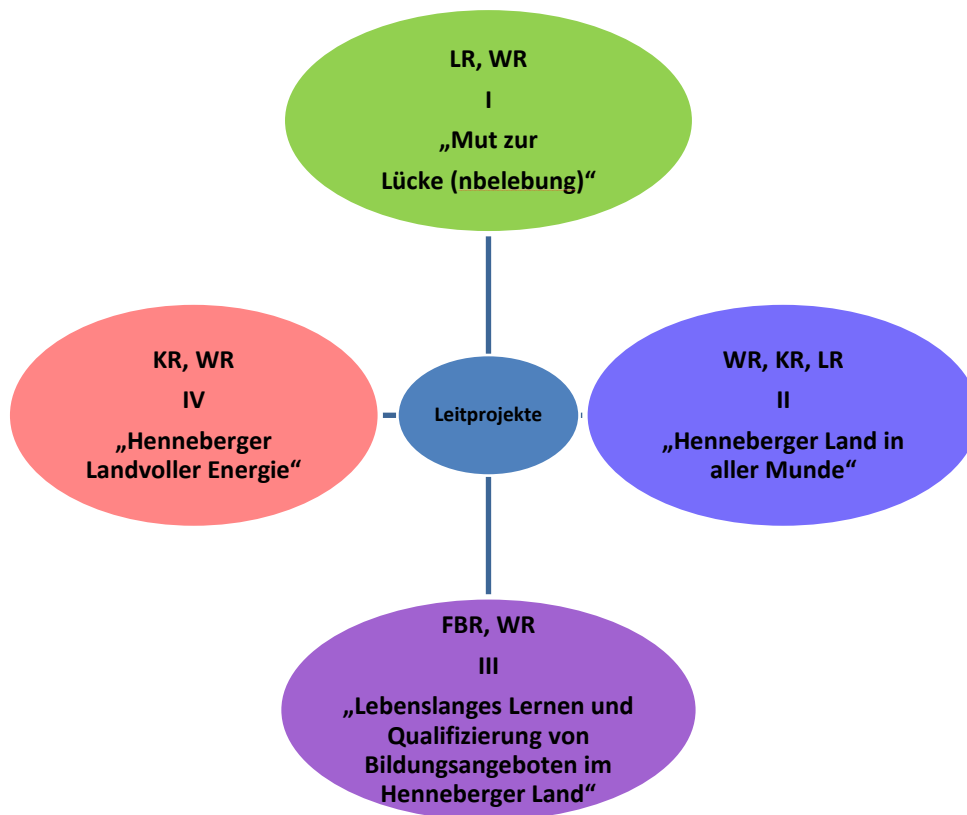 LR, WR
I
„Mut zur
Lücke (nbelebung)“
KR, WR
IV
„Henneberger
Landvoller Energie“
Leitprojekte
WR, KR, LR
II
„Henneberger Land in
aller Munde“
FBR, WR
III
„Lebenslanges Lernen und
Qualifizierung von
Bildungsangeboten im
Henneberger Land“